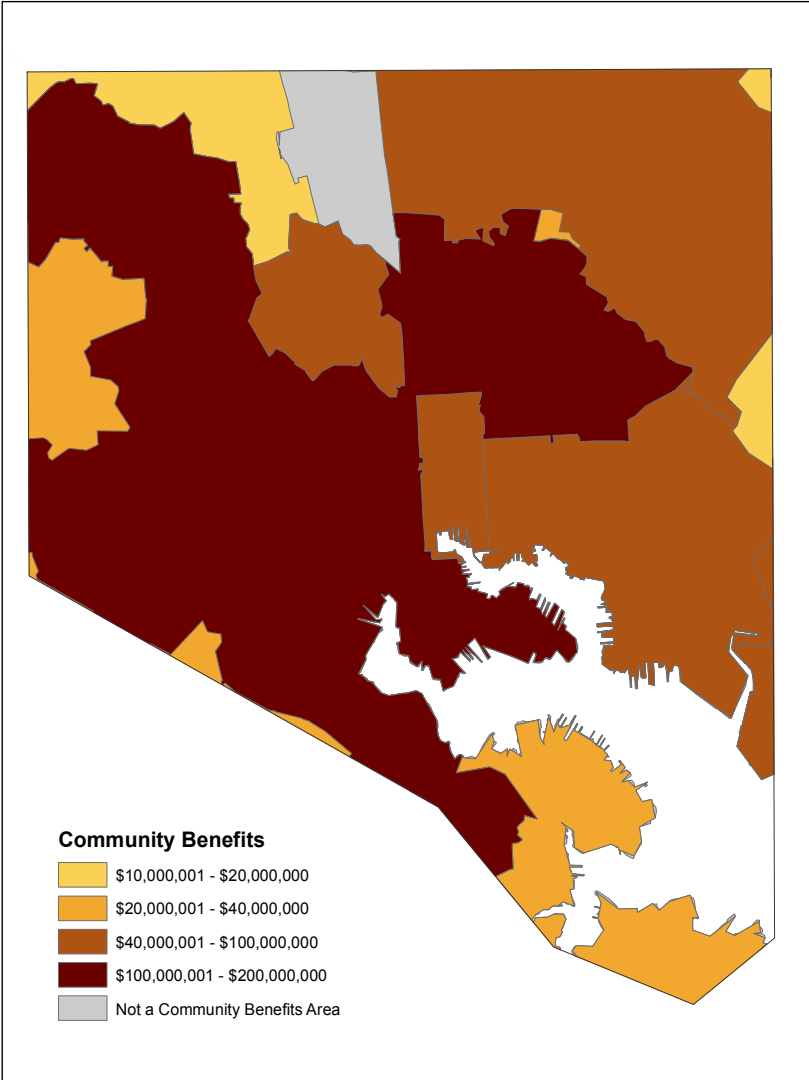 Community Benefits
$10,000,001 - $20,000,000
$20,000,001 - $40,000,000
$40,000,001 - $100,000,000
$100,000,001 - $200,000,000
Not a Community Benefits Area